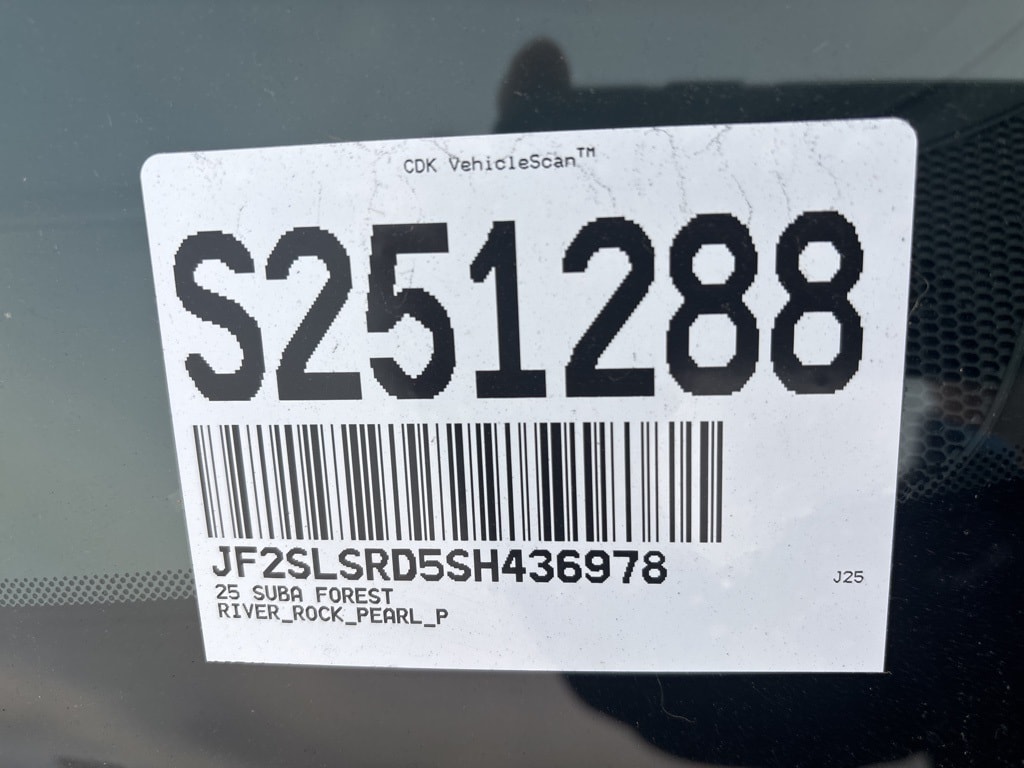 CDK VehicleScan™
S251288
JF2SLSRD5SH436978
25 SUBA FOREST
RIVER_ROCK_PEARL_P
J25